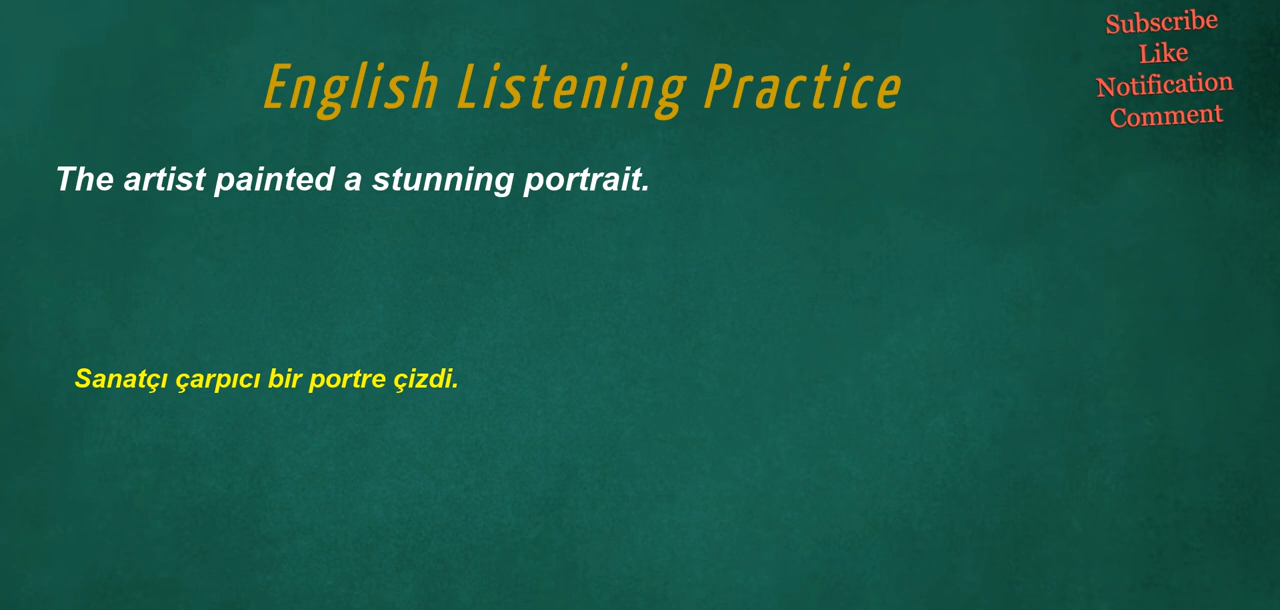 English Listening Practice
Subscribe
Like
Notification
Comment
The artist painted a stunning portrait.
Sanatçı çarpıcı bir portre çizdi.